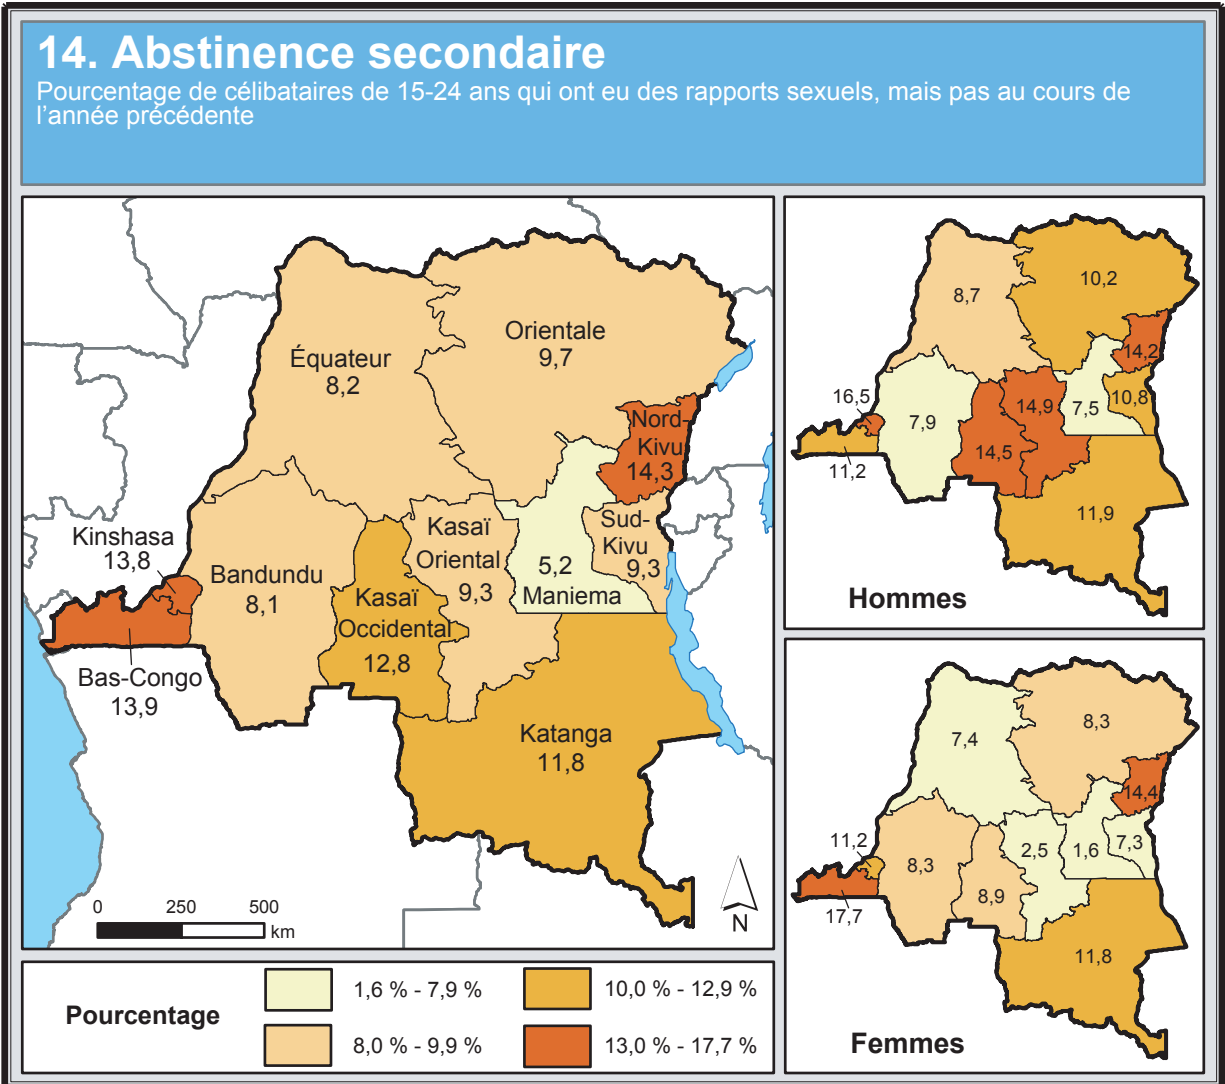 14. Abstinence secondaire
Pourcentage de célibataires de 15-24 ans qui ont eu des rapports sexuels, mais pas au cours de
l’année précédente
Orientale
9,7
Équateur
8,2
Nord-
Kivu
14,3
Kasaï
Oriental
9,3
Sud-
Kivu
9,3
Kinshasa
13,8
5,2
Maniema
Bandundu
8,1
Kasaï
Occidental
12,8
Bas-Congo
13,9
Katanga
11,8
0 250 500
km
N
10,2
8,7
14,2
16,5
14,9
7,5
10,8
7,9
14,5
11,2
11,9
Hommes
8,3
7,4
14,4
11,2
2,5
1,6
7,3
8,3
8,9
17,7
11,8
Femmes
Pourcentage
1,6 % - 7,9 %
8,0 % - 9,9 %
10,0 % - 12,9 %
13,0 % - 17,7 %